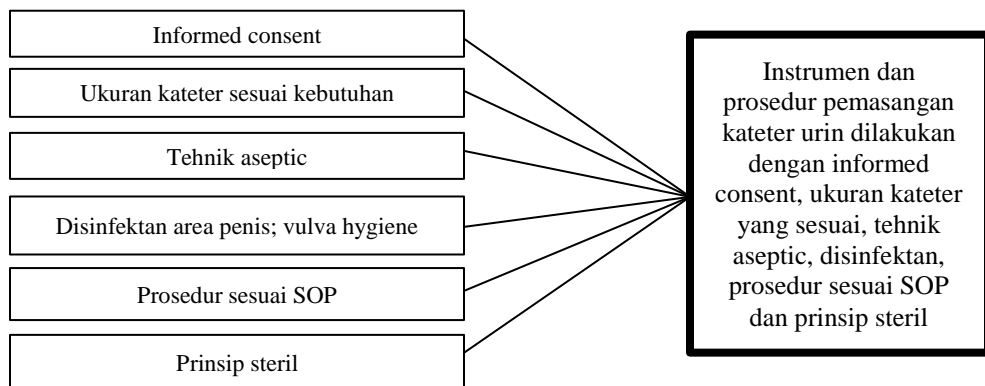 Informed consent
Ukuran kateter sesuai kebutuhan
Tehnik aseptic
Disinfektan area penis; vulva hygiene
Prosedur sesuai SOP
Prinsip steril
Instrumen dan
prosedur pemasangan
kateter urin dilakukan
dengan informed
consent, ukuran kateter
yang sesuai, tehnik
aseptic, disinfektan,
prosedur sesuai SOP
dan prinsip steril